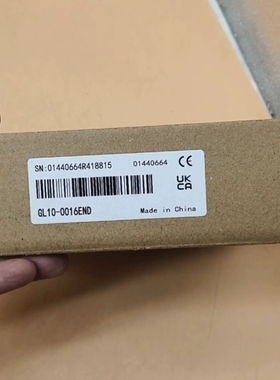 SN:01440664R418815 01440664 CE
UK
CA
GL10-0016END Made in China